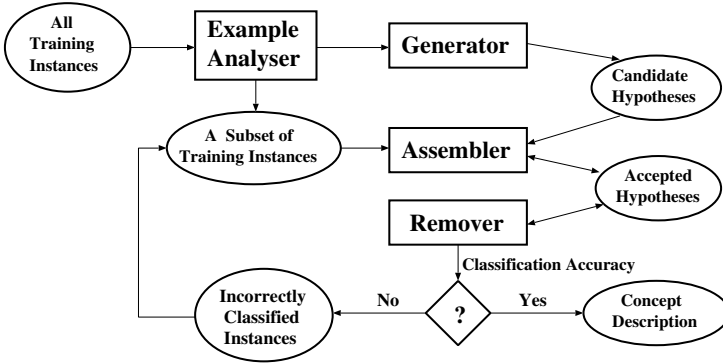 All
Training
Instances
Example
Analyser
Generator
Candidate
Hypotheses
A Subset of
Training Instances
Assembler
Accepted
Hypotheses
Remover
Classification Accuracy
Incorrectly
Classified
Instances
No
?
Yes
Concept
Description